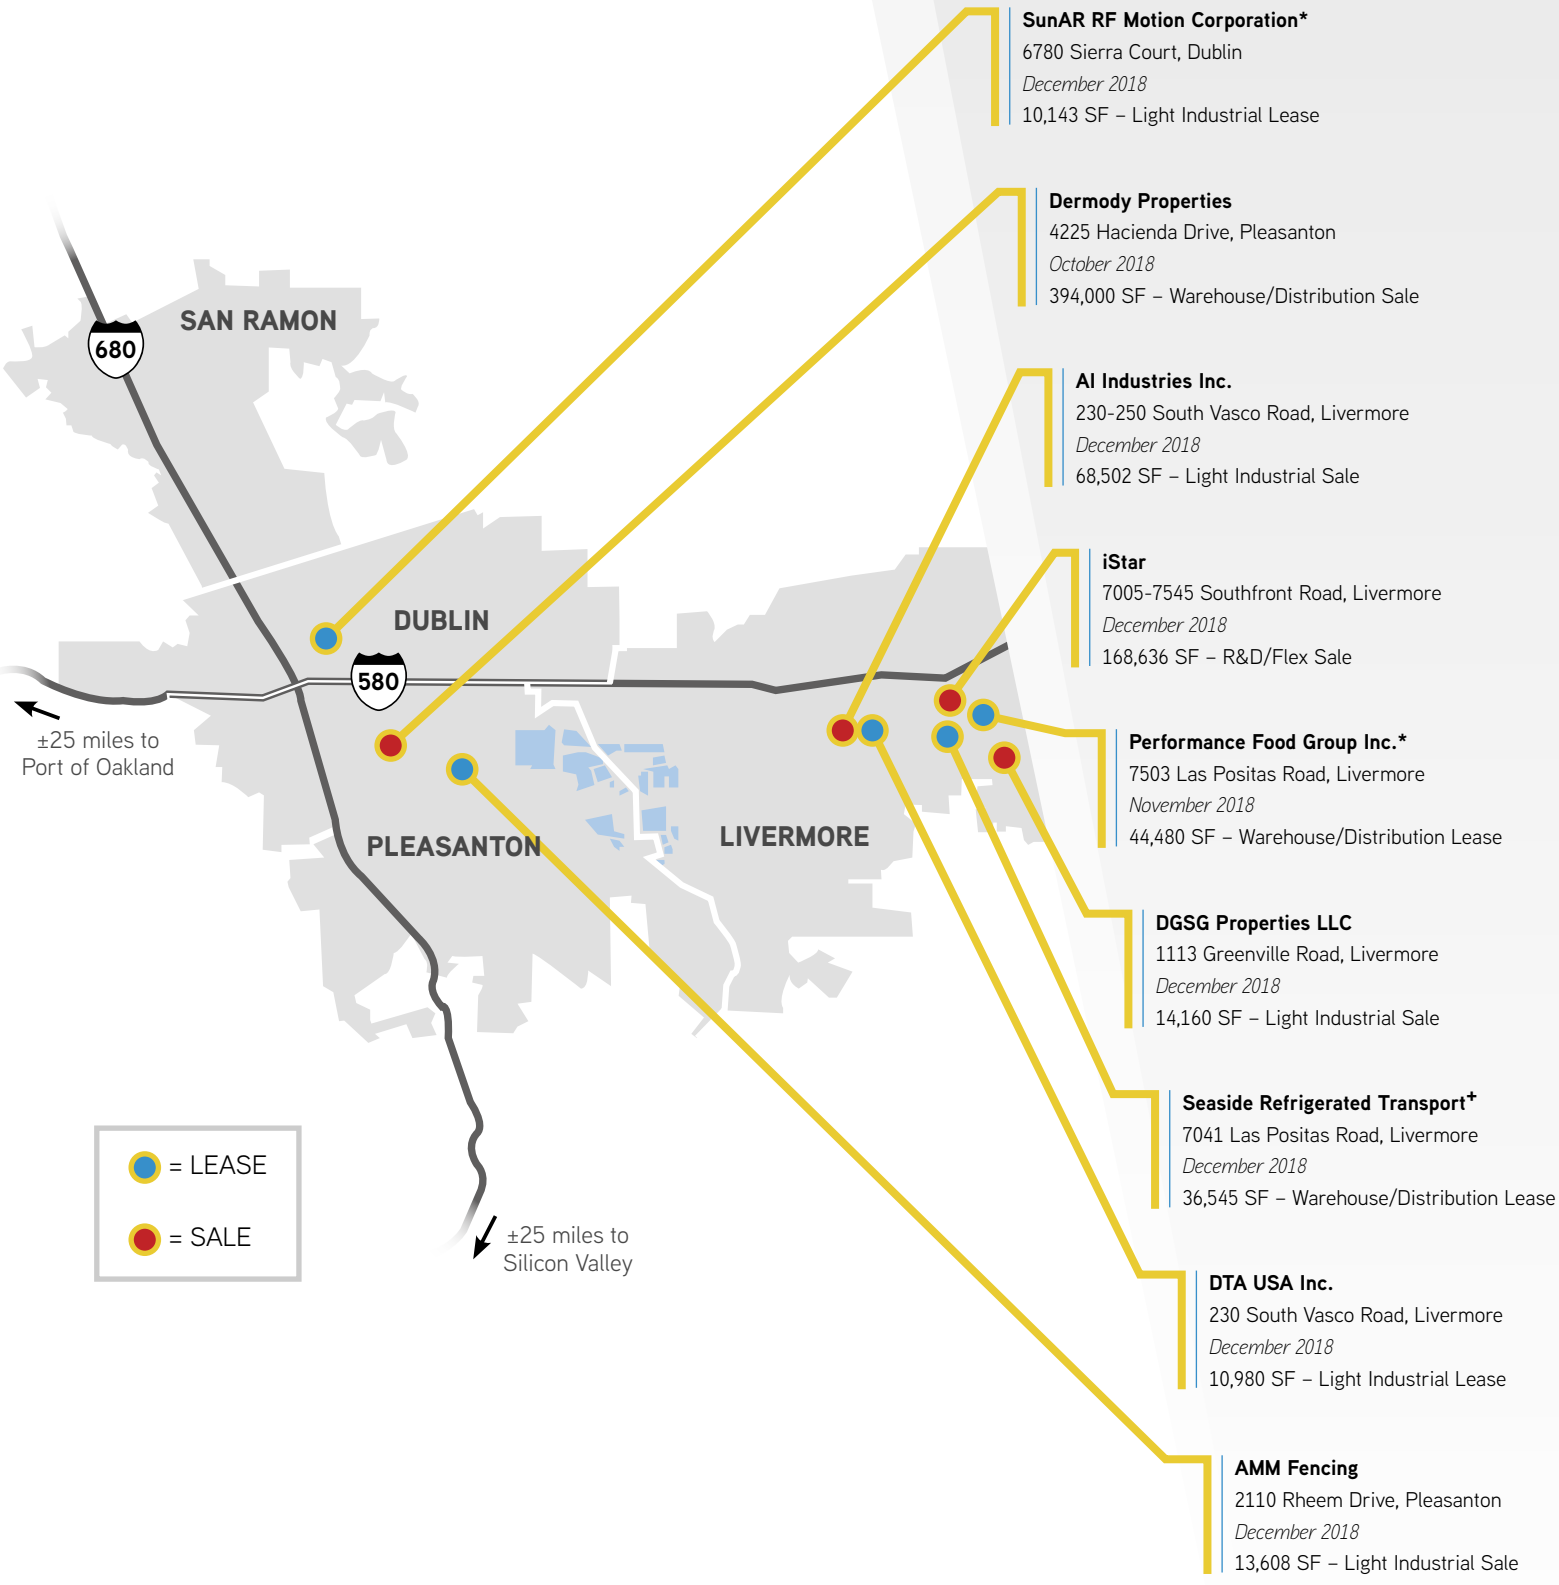 SunAR RF Motion Corporation*
6780 Sierra Court, Dublin
December 2018
10,143 SF – Light Industrial Lease
Dermody Properties
4225 Hacienda Drive, Pleasanton
October 2018
394,000 SF – Warehouse/Distribution Sale
AI Industries Inc.
230-250 South Vasco Road, Livermore
December 2018
68,502 SF – Light Industrial Sale
iStar
7005-7545 Southfront Road, Livermore
December 2018
168,636 SF – R&D/Flex Sale
Performance Food Group Inc.*
7503 Las Positas Road, Livermore
November 2018
44,480 SF – Warehouse/Distribution Lease
DGSG Properties LLC
1113 Greenville Road, Livermore
December 2018
14,160 SF – Light Industrial Sale
Seaside Refrigerated Transport+
7041 Las Positas Road, Livermore
December 2018
36,545 SF – Warehouse/Distribution Lease
DTA USA Inc.
230 South Vasco Road, Livermore
December 2018
10,980 SF – Light Industrial Lease
AMM Fencing
2110 Rheem Drive, Pleasanton
December 2018
13,608 SF – Light Industrial Sale
SAN RAMON
680
DUBLIN
580
±25 miles to
Port of Oakland
PLEASANTON
LIVERMORE
= LEASE
= SALE
±25 miles to
Silicon Valley